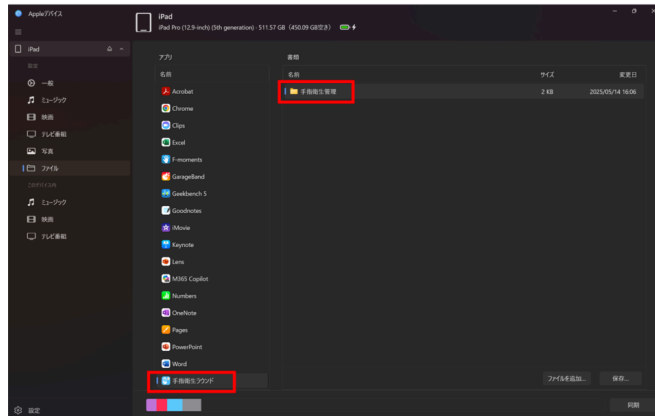 Appleデバイス
iPad
iPad Pro (12.9-inch) (5th generation) · 511.57 GB (450.09 GB空き)
iPad
設定
一般
ミュージック
映画
テレビ番組
写真
ファイル
このデバイス内
ミュージック
映画
テレビ番組
設定
アプリ
名前
Acrobat
Chrome
Clips
Excel
F-moments
GarageBand
Geekbench 5
Goodnotes
iMovie
Keynote
Lens
M365 Copilot
Numbers
OneNote
Pages
PowerPoint
Word
手指衛生ラウンド
書類
名前 サイズ 変更日
手指衛生管理 2 KB 2025/05/14 16:06
ファイルを追加... 保存...
同期